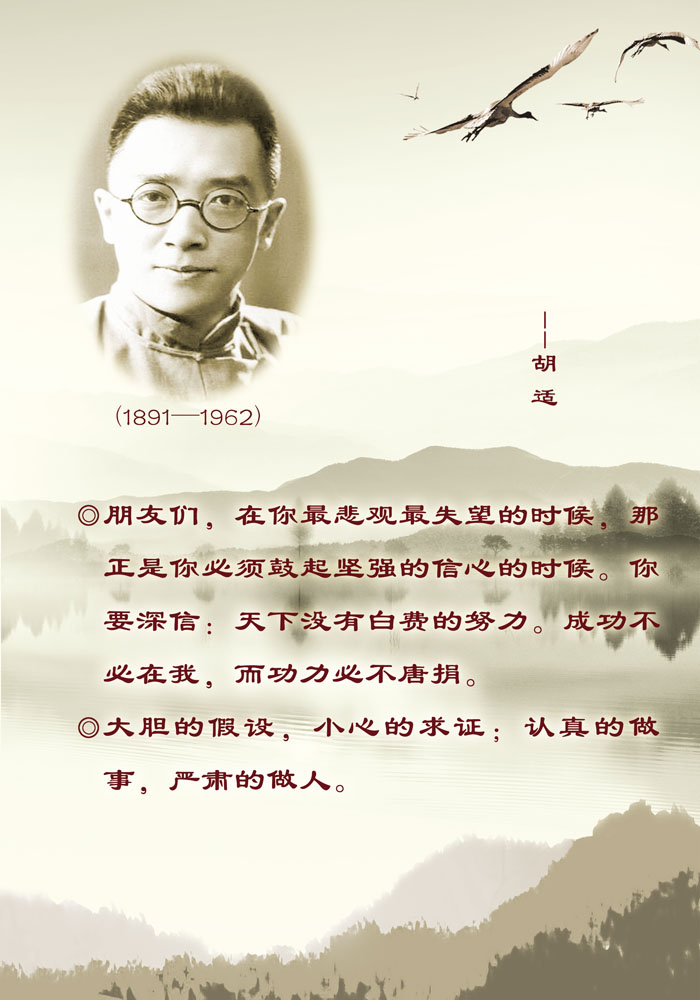 ——胡适
(1891—1962)
◎朋友们，在你最悲观最失望的时候，那
正是你必须鼓起坚强的信心的时候。你
要深信：天下没有白费的努力。成功不
必在我，而功力必不唐捐。
◎大胆的假设，小心的求证；认真的做
事，严肃的做人。